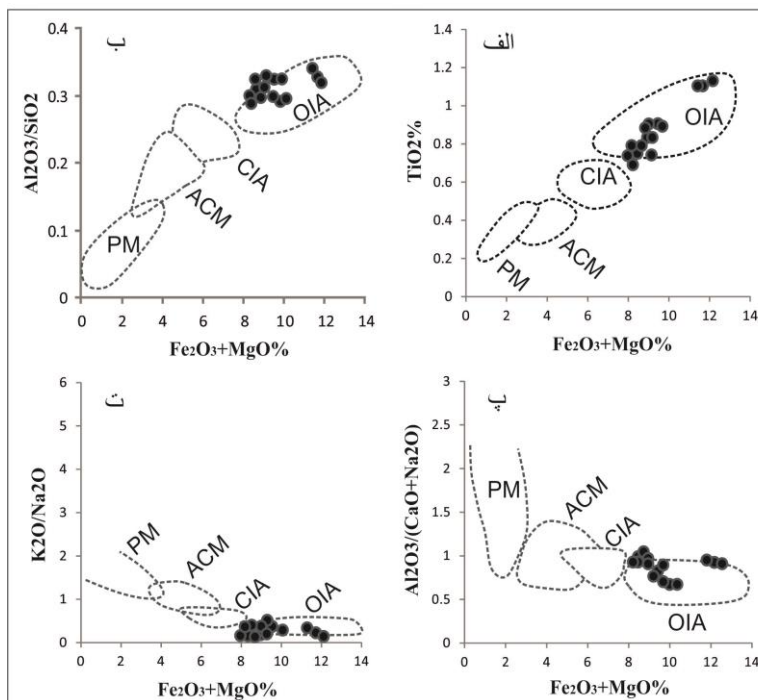 ب
Al2O3/SiO2
0.4
0.3
0.2
0.1
0
0 2 4 6 8 10 12 14
Fe₂O₃+MgO%
PM
ACM
CIA
OIA
الف
TiO2%
1.4
1.2
1
0.8
0.6
0.4
0.2
0
0 2 4 6 8 10 12 14
Fe₂O₃+MgO%
PM
ACM
CIA
OIA
ت
K2O/Na2O
6
5
4
3
2
1
0
0 2 4 6 8 10 12 14
Fe₂O₃+MgO%
PM
ACM
CIA
OIA
پ
Al2O3/(CaO+Na2O)
3
2.5
2
1.5
1
0.5
0
0 2 4 6 8 10 12 14
Fe₂O₃+MgO%
PM
ACM
CIA
OIA